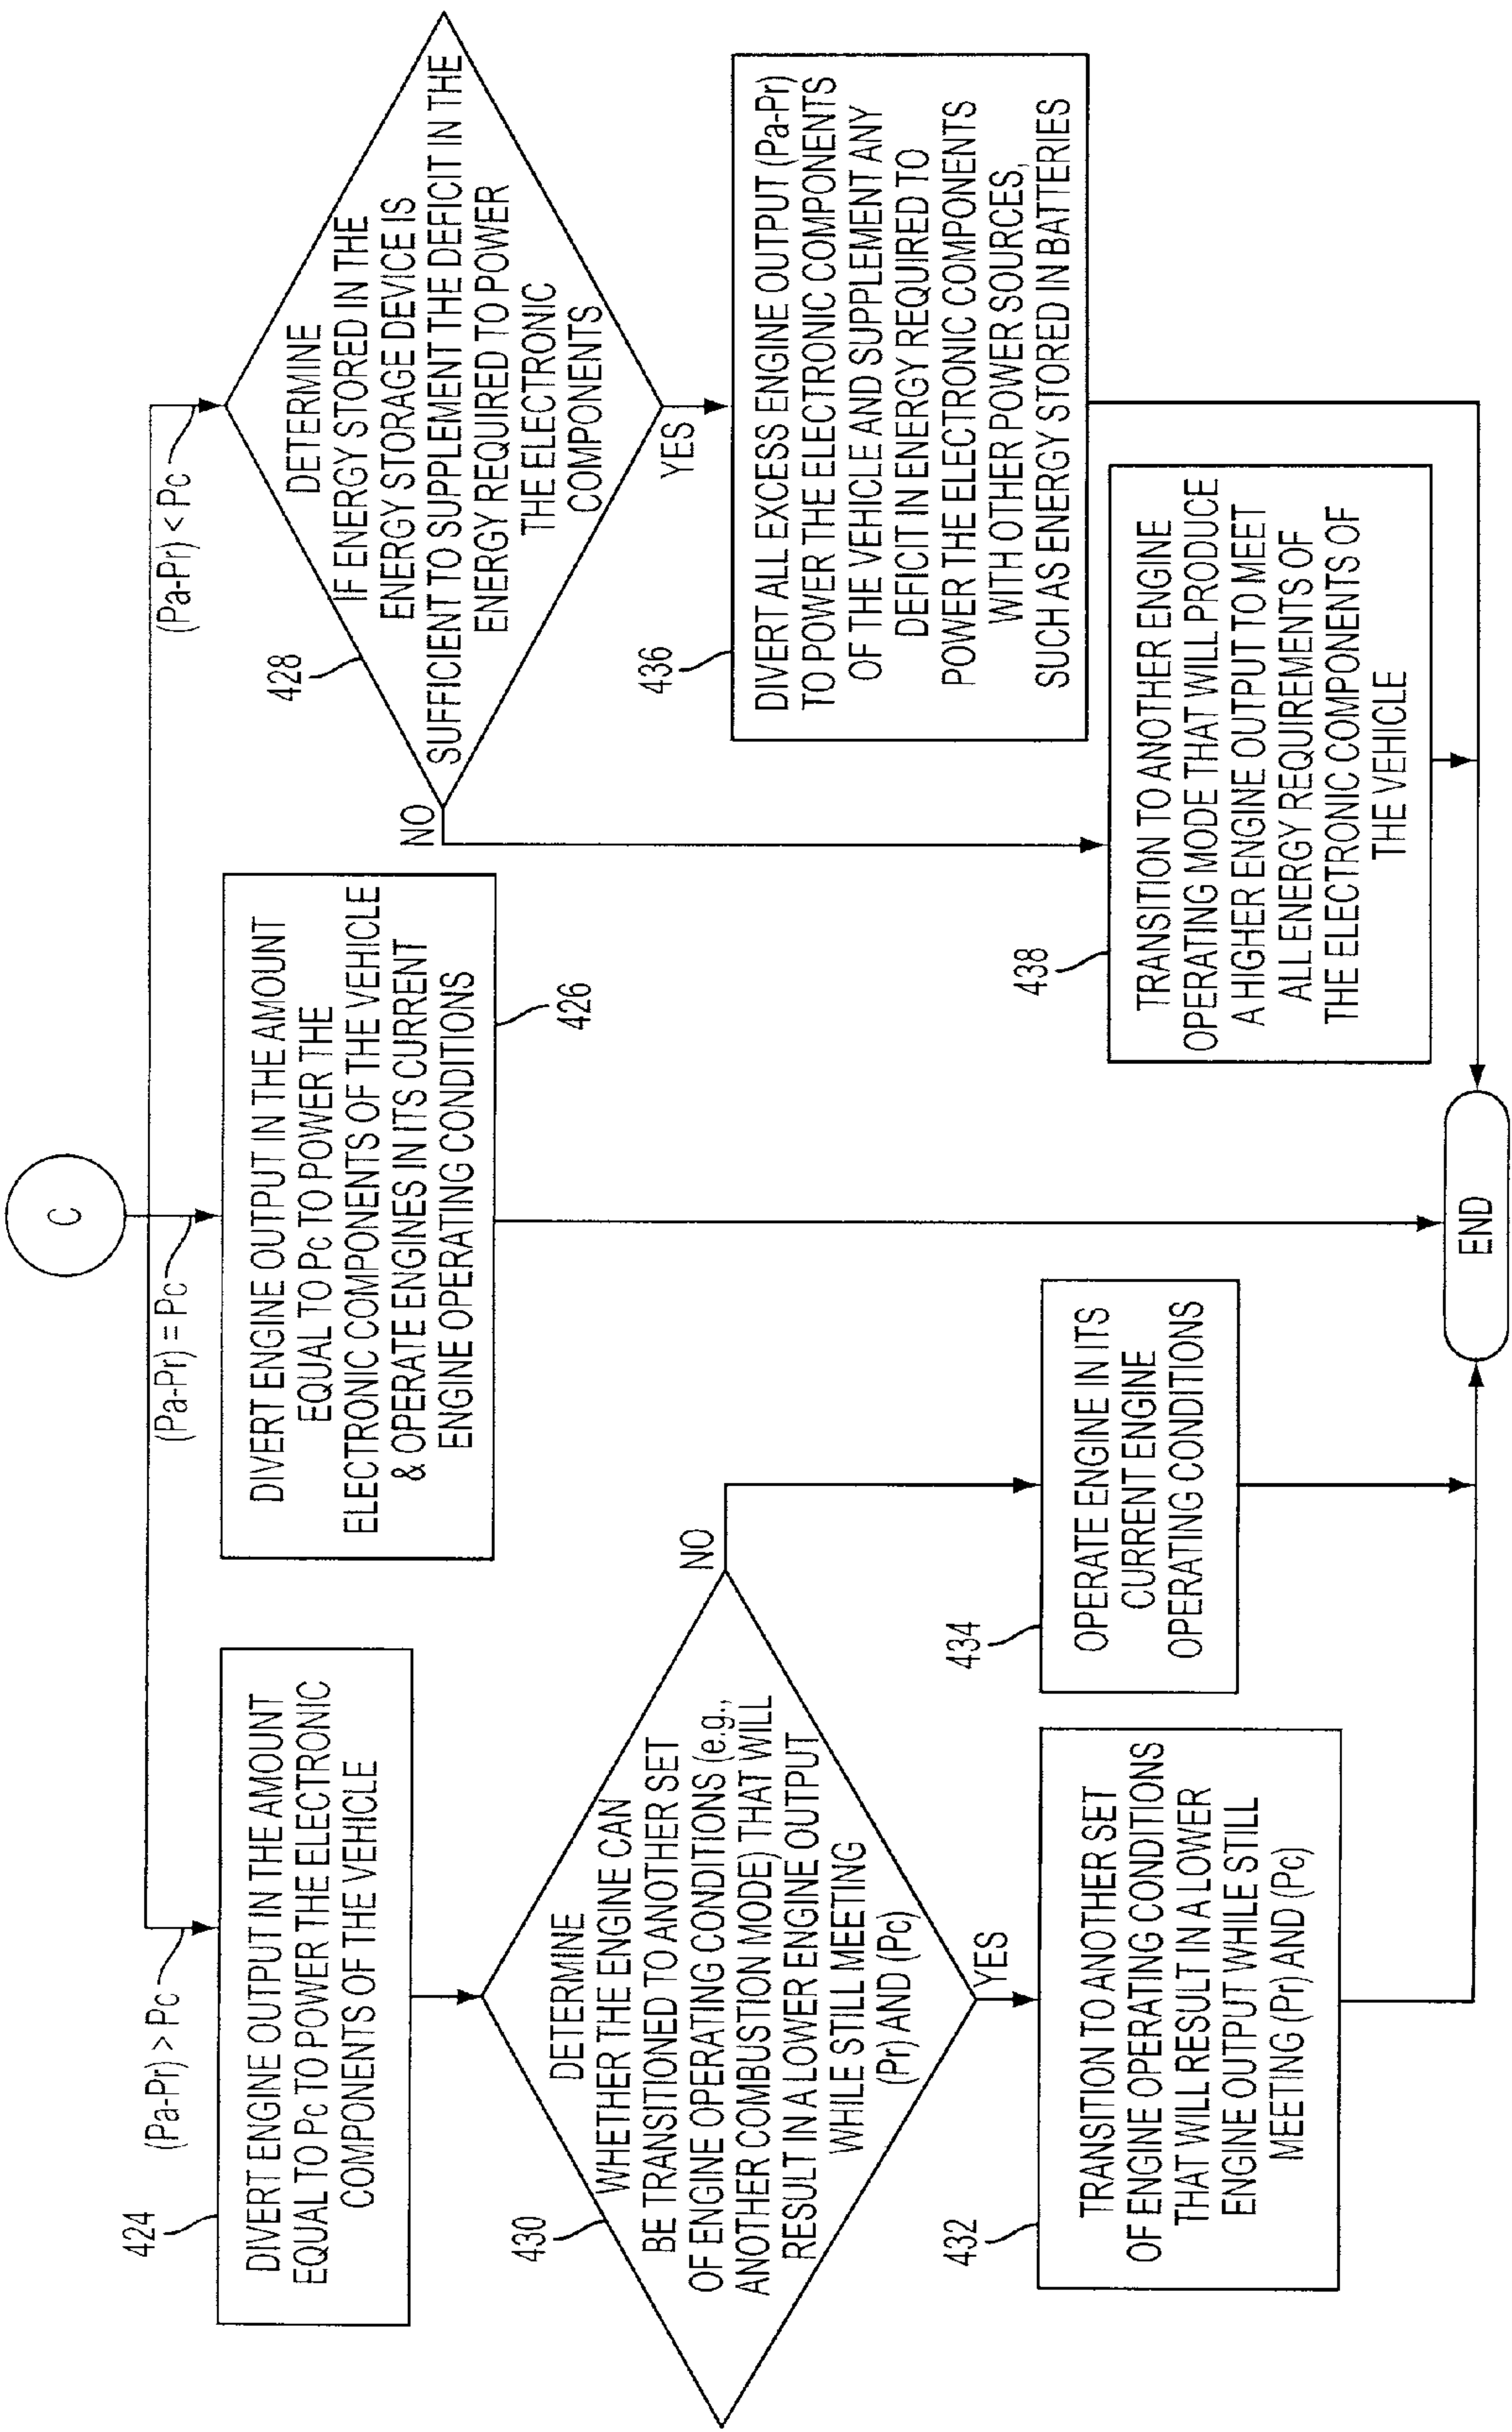 C
(Pa-Pr) > Pc
(Pa-Pr) = Pc
(Pa-Pr) < Pc
424
DIVERT ENGINE OUTPUT IN THE AMOUNT
EQUAL TO Pc TO POWER THE ELECTRONIC
COMPONENTS OF THE VEHICLE
DIVERT ENGINE OUTPUT IN THE AMOUNT
EQUAL TO Pc TO POWER THE
ELECTRONIC COMPONENTS OF THE VEHICLE
& OPERATE ENGINES IN ITS CURRENT
ENGINE OPERATING CONDITIONS
426
428
DETERMINE
IF ENERGY STORED IN THE
ENERGY STORAGE DEVICE IS
SUFFICIENT TO SUPPLEMENT THE DEFICIT IN THE
ENERGY REQUIRED TO POWER
THE ELECTRONIC
COMPONENTS
NO
YES
430
DETERMINE
WHETHER THE ENGINE CAN
BE TRANSITIONED TO ANOTHER SET
OF ENGINE OPERATING CONDITIONS (e.g.,
ANOTHER COMBUSTION MODE) THAT WILL
RESULT IN A LOWER ENGINE OUTPUT
WHILE STILL MEETING
(Pr) AND (Pc)
NO
YES
436
DIVERT ALL EXCESS ENGINE OUTPUT (Pa-Pr)
TO POWER THE ELECTRONIC COMPONENTS
OF THE VEHICLE AND SUPPLEMENT ANY
DEFICIT IN ENERGY REQUIRED TO
POWER THE ELECTRONIC COMPONENTS
WITH OTHER POWER SOURCES,
SUCH AS ENERGY STORED IN BATTERIES
432
TRANSITION TO ANOTHER SET
OF ENGINE OPERATING CONDITIONS
THAT WILL RESULT IN A LOWER
ENGINE OUTPUT WHILE STILL
MEETING (Pr) AND (Pc)
434
OPERATE ENGINE IN ITS
CURRENT ENGINE
OPERATING CONDITIONS
438
TRANSITION TO ANOTHER ENGINE
OPERATING MODE THAT WILL PRODUCE
A HIGHER ENGINE OUTPUT TO MEET
ALL ENERGY REQUIREMENTS OF
THE ELECTRONIC COMPONENTS OF
THE VEHICLE
END